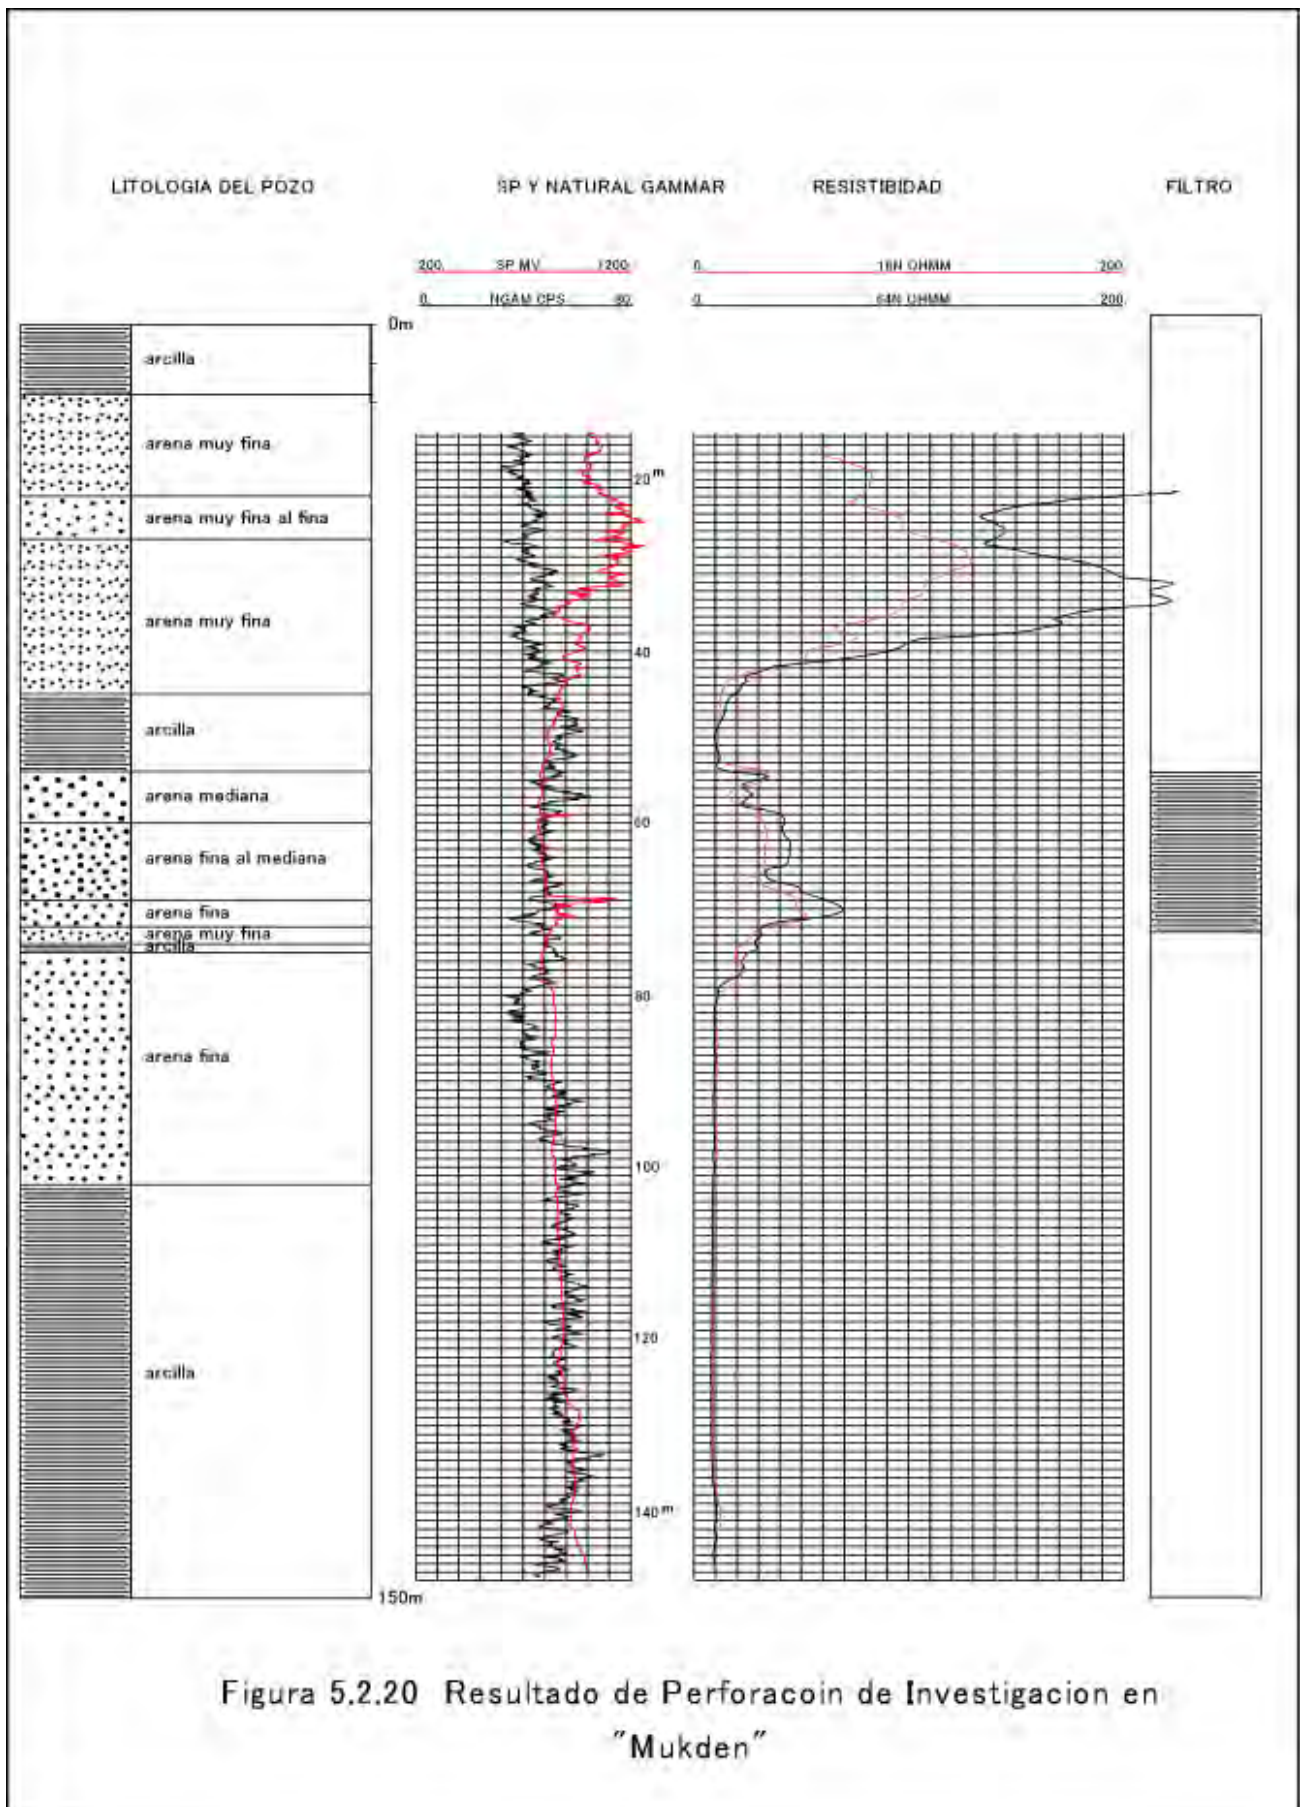 LITOLOGIA DEL POZO SP Y NATURAL GAMMAR RESISTIBIDAD FILTRO
200. SP MV 1200. 0. 16N OHMM 200.
0. NGAM CPS 80. 0. 64N OHMM 200.
0m
arcilla
arena muy fina
20m
arena muy fina al fina
arena muy fina
40
arcilla
arena mediana
60
arena fina al mediana
arena fina
arena muy fina
arcilla
80
arena fina
100
120
arcilla
140m
150m
Figura 5.2.20 Resultado de Perforacoin de Investigacion en
"Mukden"